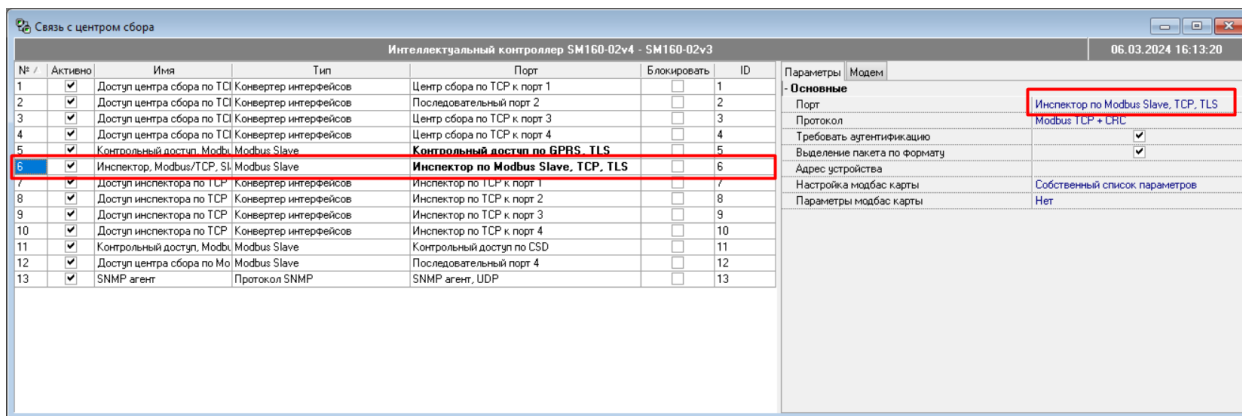 Связь с центром сбора
Интеллектуальный контроллер SM160-02v4 - SM160-02v3 06.03.2024 16:13:20
№ / Активно Имя Тип Порт Блокировать ID
1 Доступ центра сбора по TCI Конвертер интерфейсов Центр сбора по TCP к порт 1 1
2 Доступ центра сбора по TCI Конвертер интерфейсов Последовательный порт 2 2
3 Доступ центра сбора по TCI Конвертер интерфейсов Центр сбора по TCP к порт 3 3
4 Доступ центра сбора по TCI Конвертер интерфейсов Центр сбора по TCP к порт 4 4
5 Контрольный доступ, Modbu Modbus Slave Контрольный доступ по GPRS, TLS 5
6 Инспектор, Modbus/TCP, Sl Modbus Slave Инспектор по Modbus Slave, TCP, TLS 6
7 Доступ инспектора по TCP Конвертер интерфейсов Инспектор по TCP к порт 1 7
8 Доступ инспектора по TCP Конвертер интерфейсов Инспектор по TCP к порт 2 8
9 Доступ инспектора по TCP Конвертер интерфейсов Инспектор по TCP к порт 3 9
10 Доступ инспектора по TCP Конвертер интерфейсов Инспектор по TCP к порт 4 10
11 Контрольный доступ, Modbu Modbus Slave Контрольный доступ по CSD 11
12 Доступ центра сбора по Mo Modbus Slave Последовательный порт 4 12
13 SNMP агент Протокол SNMP SNMP агент, UDP 13
Параметры Модем
- Основные
Порт Инспектор по Modbus Slave, TCP, TLS
Протокол Modbus TCP + CRC
Требовать аутентификацию
Выделение пакета по формату
Адрес устройства
Настройка модбас карты Собственный список параметров
Параметры модбас карты Нет